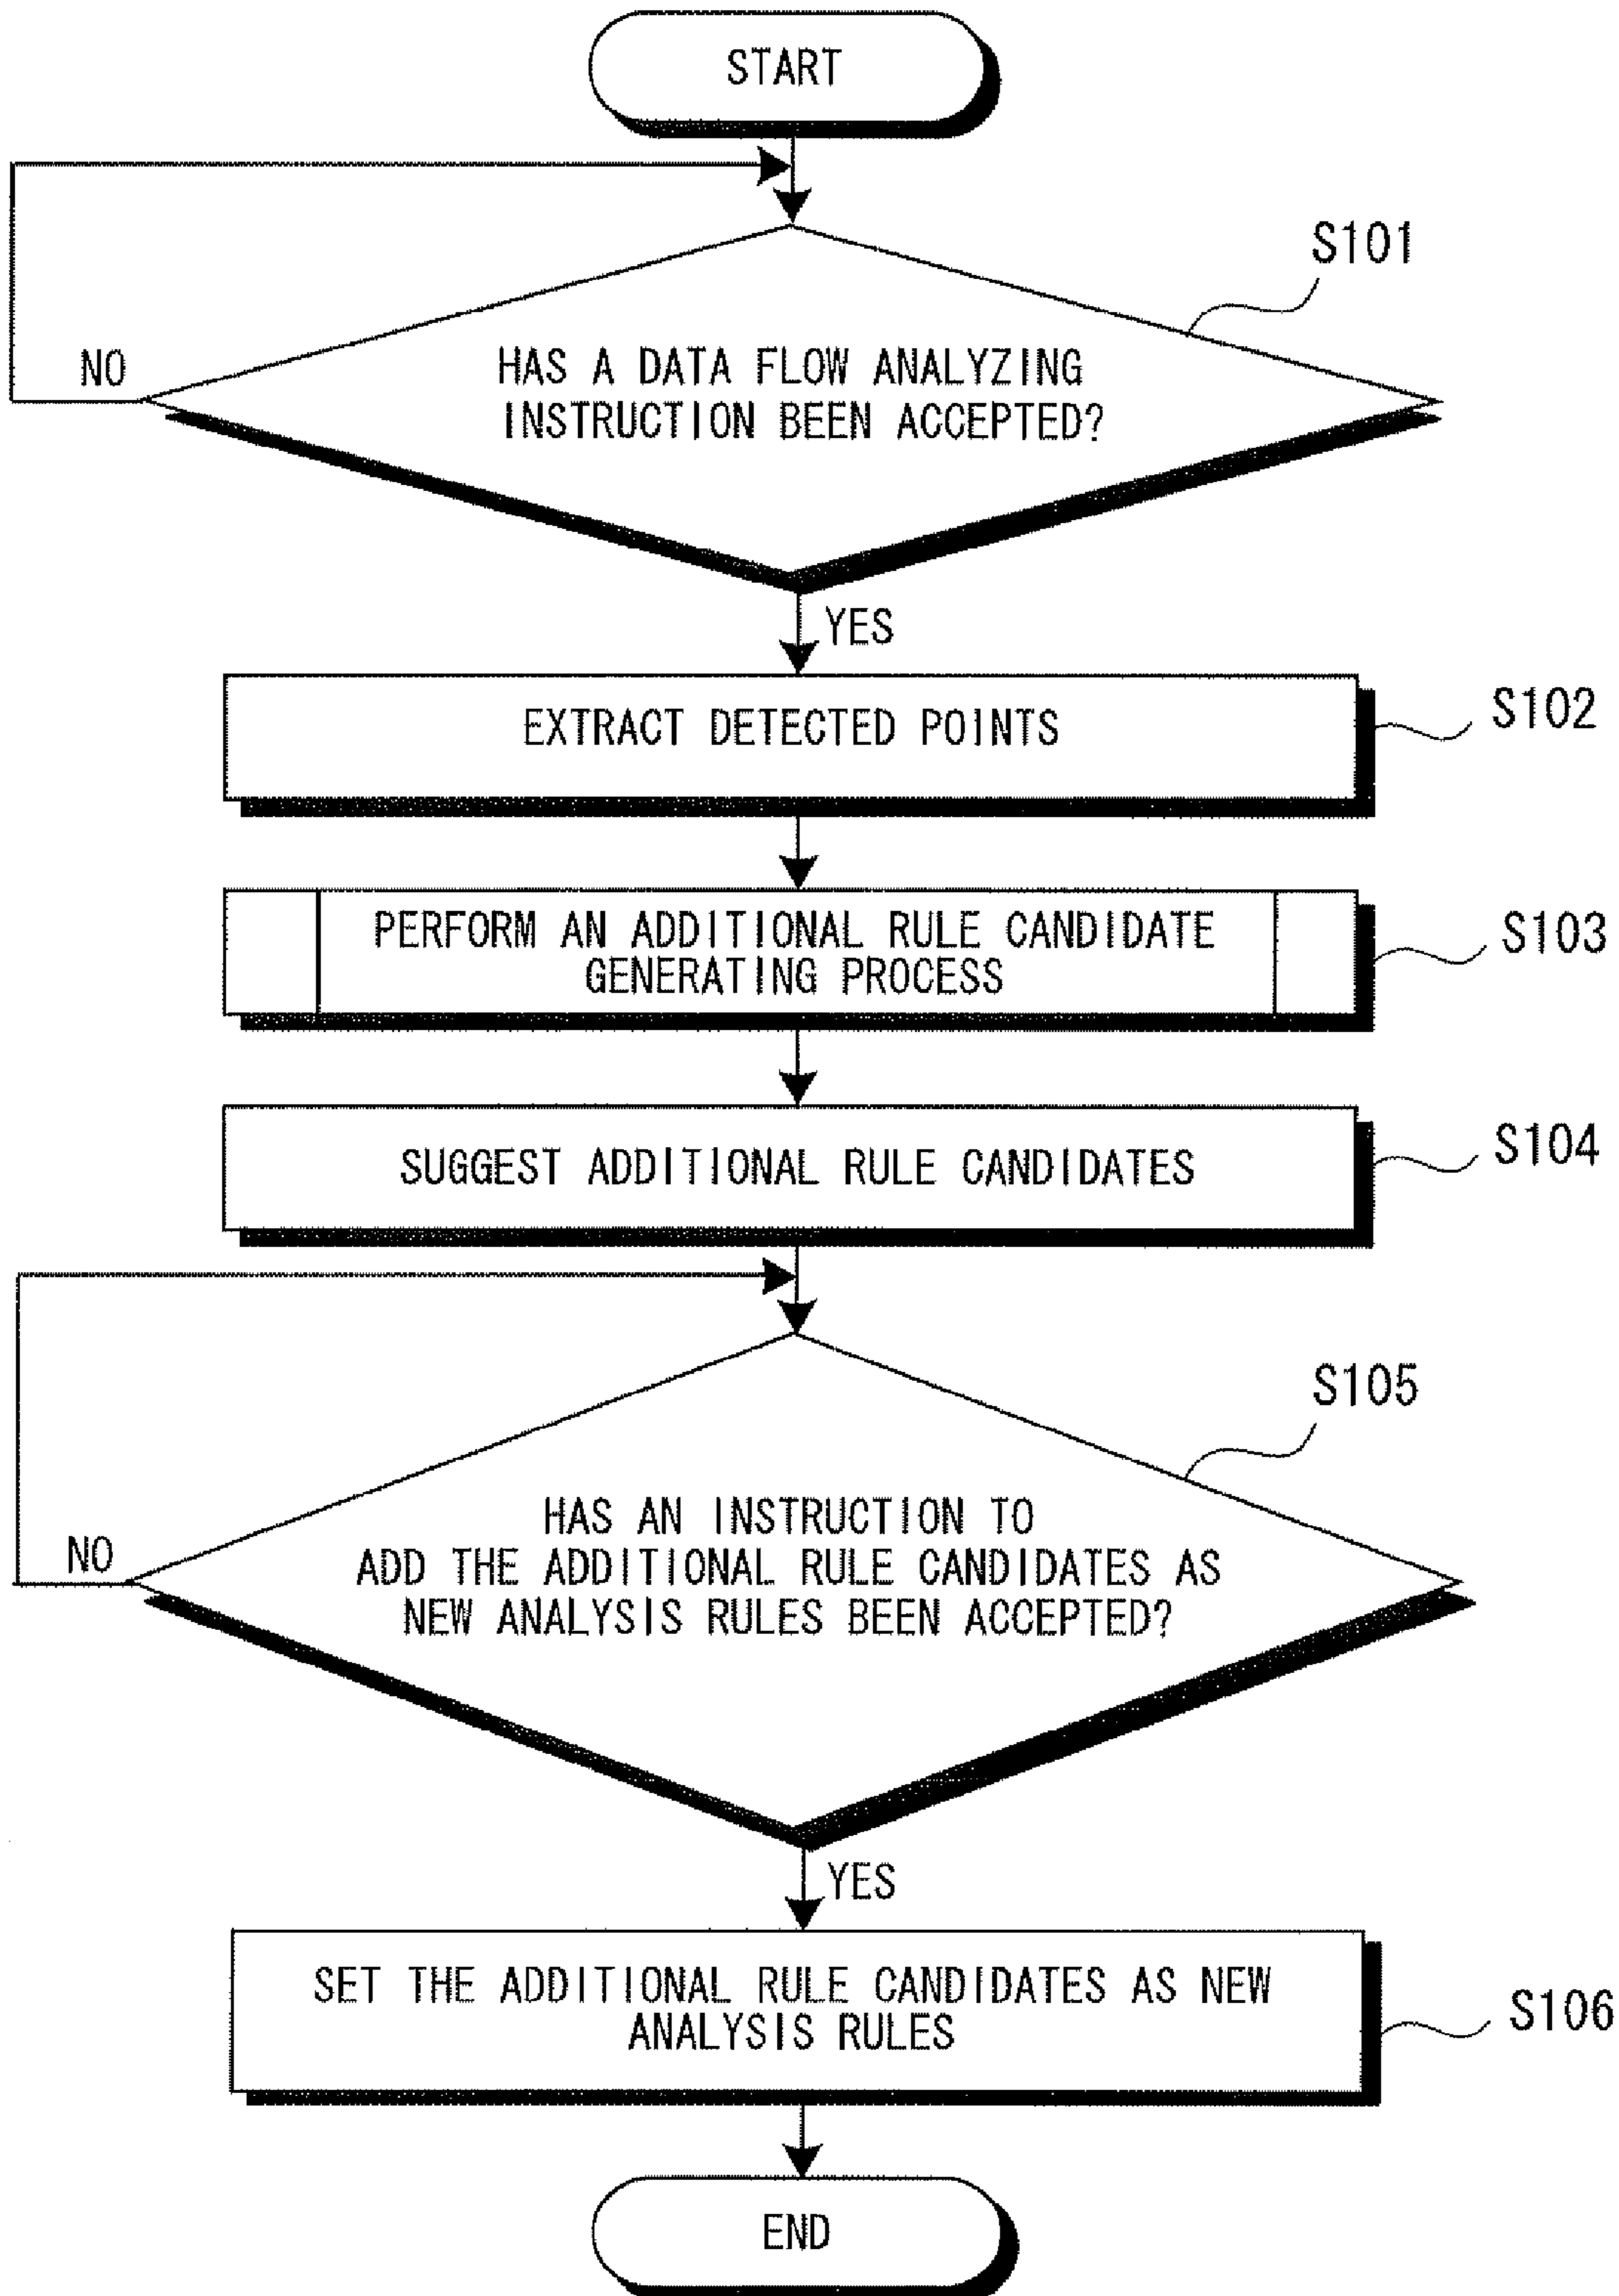 START
S101
NO
HAS A DATA FLOW ANALYZING
INSTRUCTION BEEN ACCEPTED?
YES
EXTRACT DETECTED POINTS
S102
PERFORM AN ADDITIONAL RULE CANDIDATE
GENERATING PROCESS
S103
SUGGEST ADDITIONAL RULE CANDIDATES
S104
S105
HAS AN INSTRUCTION TO
NO
ADD THE ADDITIONAL RULE CANDIDATES AS
NEW ANALYSIS RULES BEEN ACCEPTED?
YES
SET THE ADDITIONAL RULE CANDIDATES AS NEW
ANALYSIS RULES
S106
END